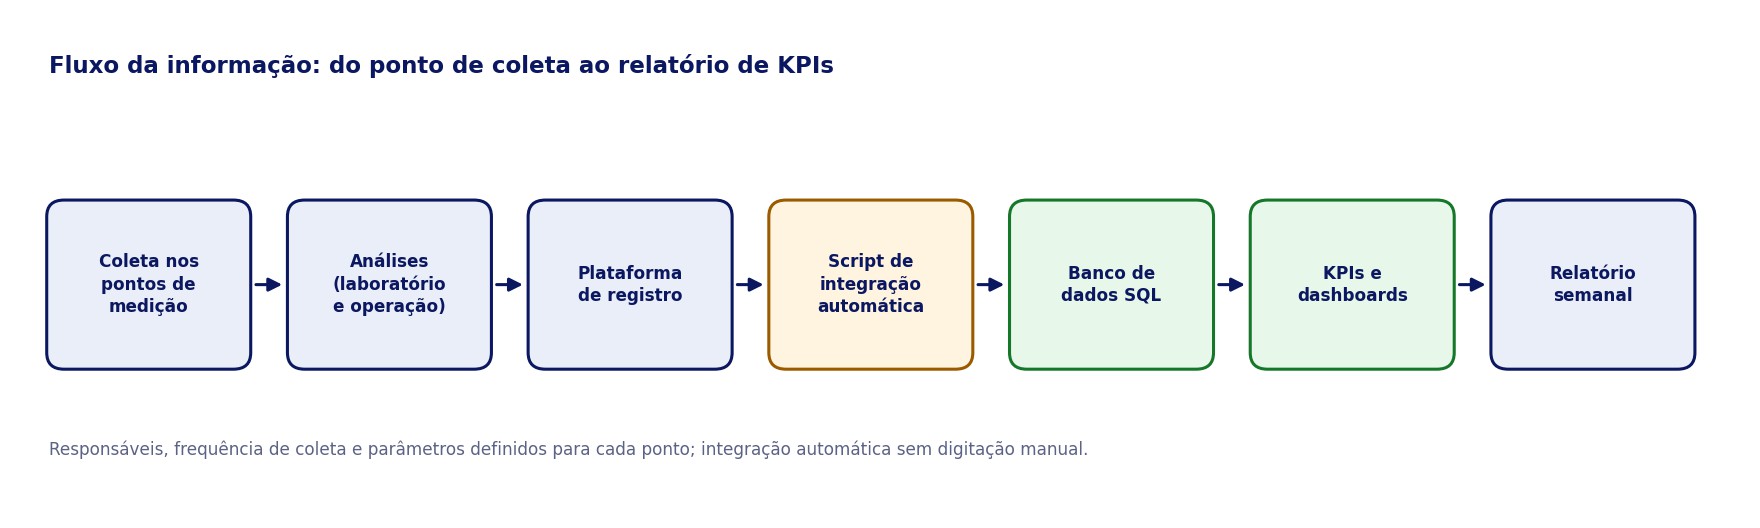 Fluxo da informação: do ponto de coleta ao relatório de KPIs
Coleta nos
pontos de
medição
Análises
(laboratório
e operação)
Plataforma
de registro
Script de
integração
automática
Banco de
dados SQL
KPIs e
dashboards
Relatório
semanal
Responsáveis, frequência de coleta e parâmetros definidos para cada ponto; integração automática sem digitação manual.